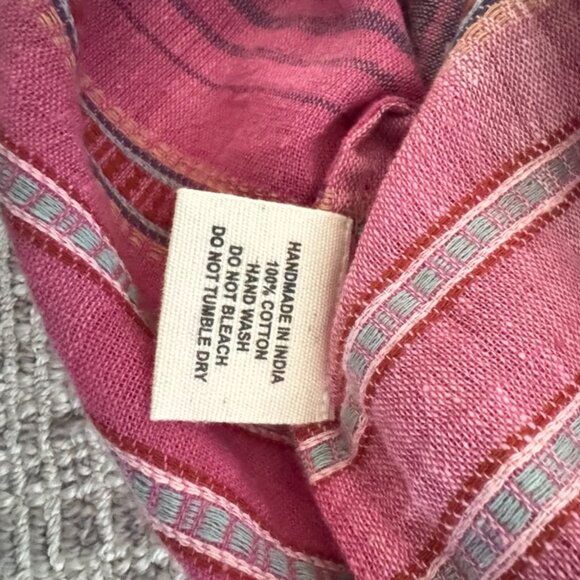 HANDMADE IN INDIA
100% COTTON
HAND WASH
DO NOT BLEACH
DO NOT TUMBLE DRY